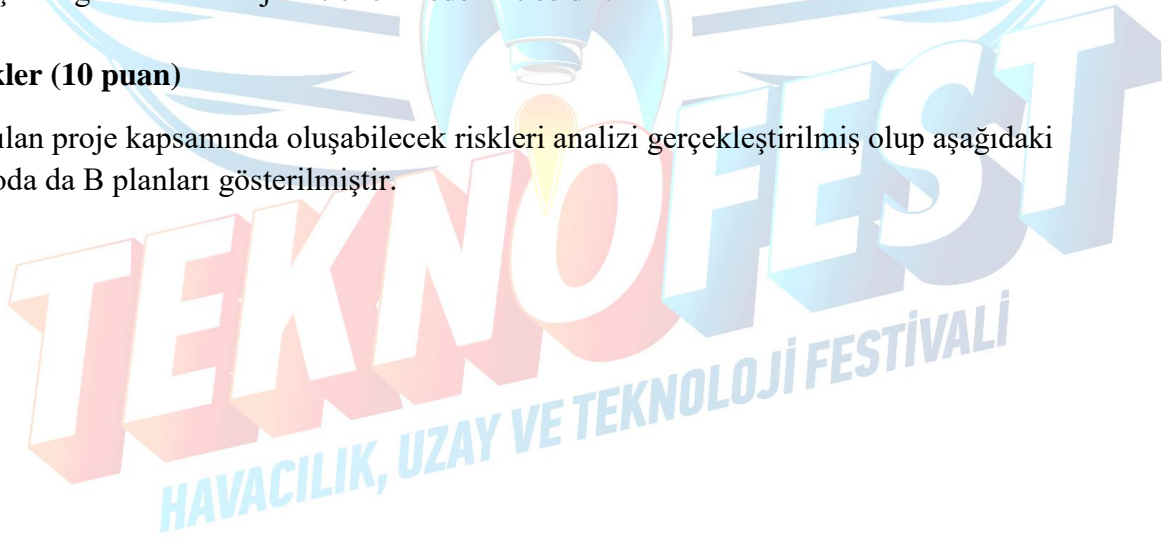 kler (10 puan)
ılan proje kapsamında oluşabilecek riskleri analizi gerçekleştirilmiş olup aşağıdaki
oda da B planları gösterilmiştir.
TEKNOFEST
HAVACILIK, UZAY VE TEKNOLOJİ FESTİVALİ